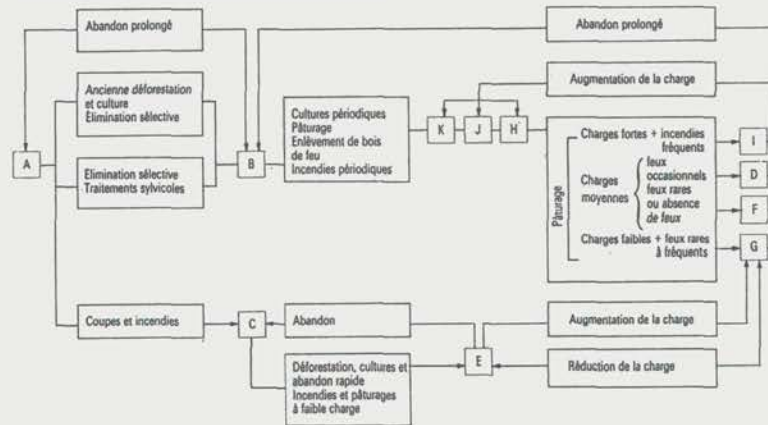 Abandon prolongé
Abandon prolongé
Ancienne déforestation
et culture
Elimination sélective
Augmentation de la charge
Cultures périodiques
Pâturage
Enlèvement de bois
de feu
Incendies périodiques
K
J
H
A
Elimination sélective
Traitements sylvicoles
B
Pâturage
Charges fortes + incendies
fréquents
Charges
moyennes
feux
occasionnels
feux rares
ou absence
de feux
Charges faibles + feux rares
à fréquents
I
D
F
G
Coupes et incendies
C
Abandon
E
Augmentation de la charge
Déforestation, cultures et
abandon rapide
Incendies et pâturages
à faible charge
Réduction de la charge